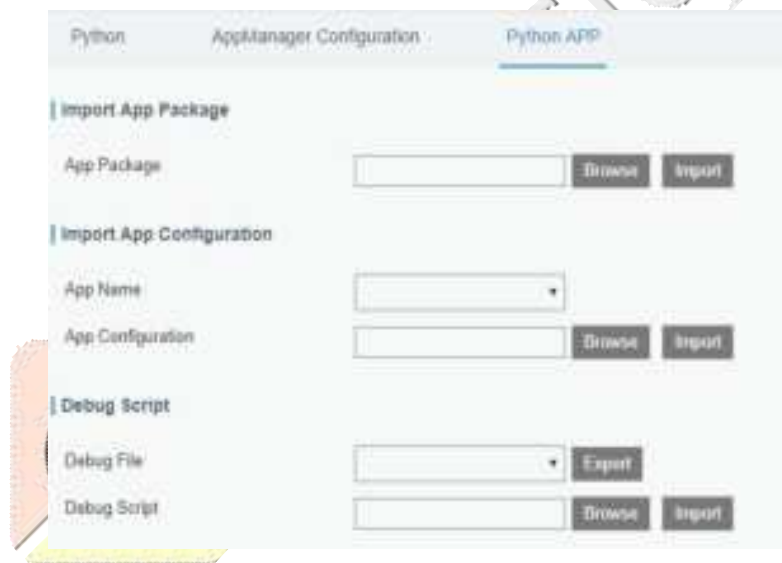 Python AppManager Configuration Python APP
Import App Package
App Package Browse Import
Import App Configuration
App Name
App Configuration Browse Import
Debug Script
Debug File Export
Debug Script Browse Import